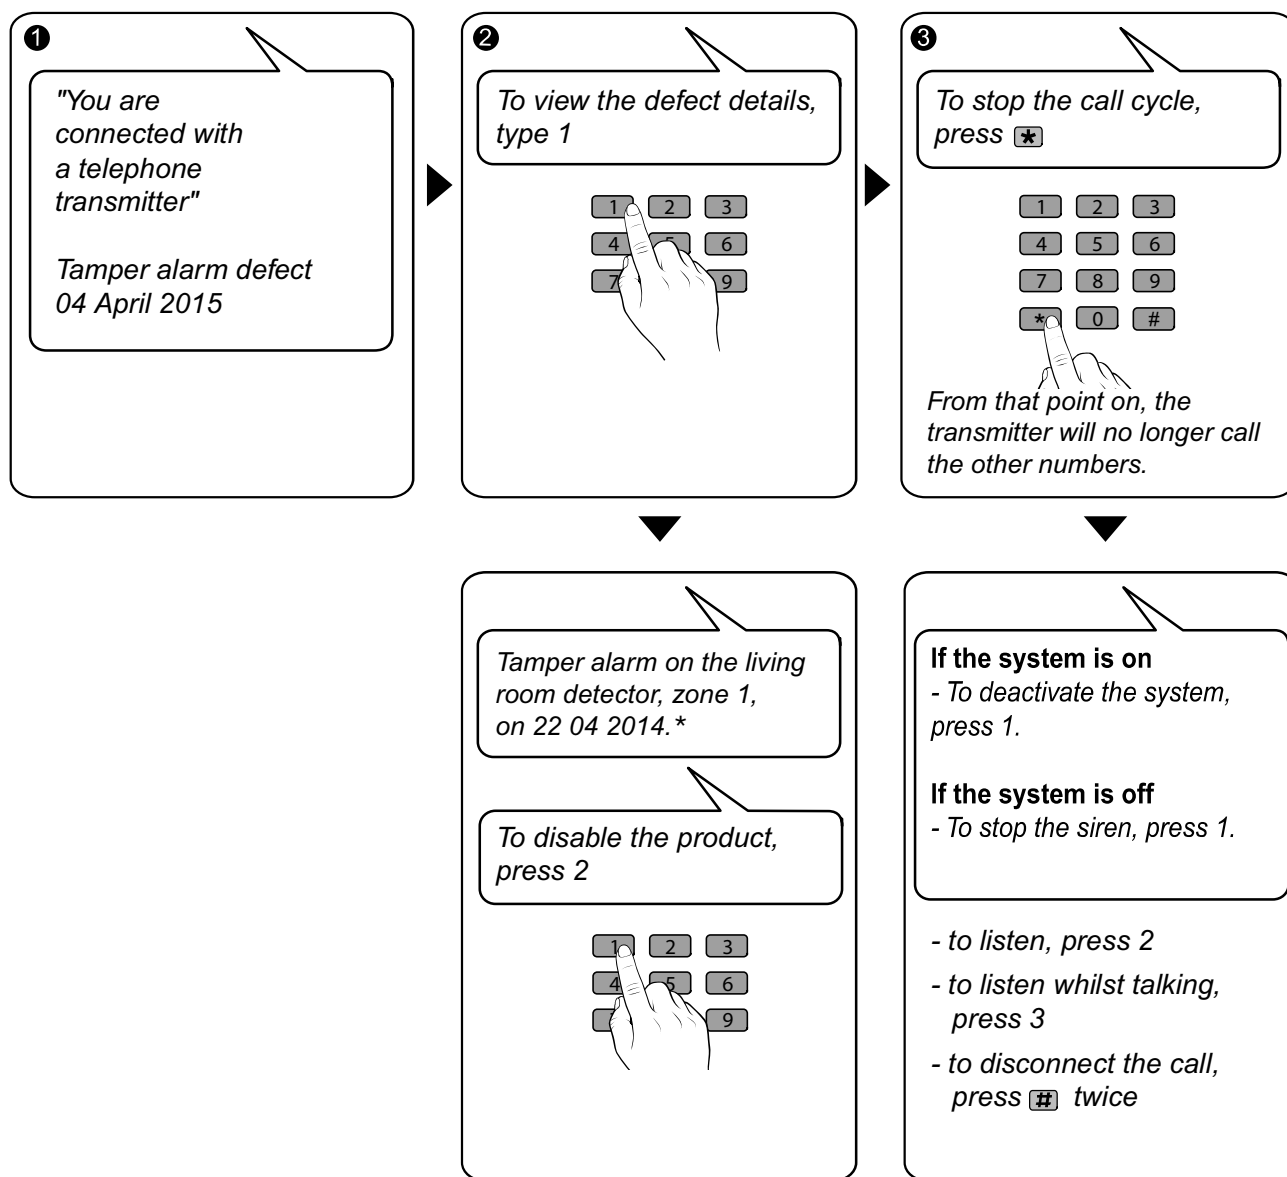 1
"You are
connected with
a telephone
transmitter"
Tamper alarm defect
04 April 2015
2
To view the defect details,
type 1
1 2 3
4 5 6
7 9
3
To stop the call cycle,
press *
1 2 3
4 5 6
7 8 9
* 0 #
From that point on, the
transmitter will no longer call
the other numbers.
Tamper alarm on the living
room detector, zone 1,
on 22 04 2014.*
To disable the product,
press 2
1 2 3
4 5 6
9
If the system is on
- To deactivate the system,
press 1.
If the system is off
- To stop the siren, press 1.
- to listen, press 2
- to listen whilst talking,
press 3
- to disconnect the call,
press # twice